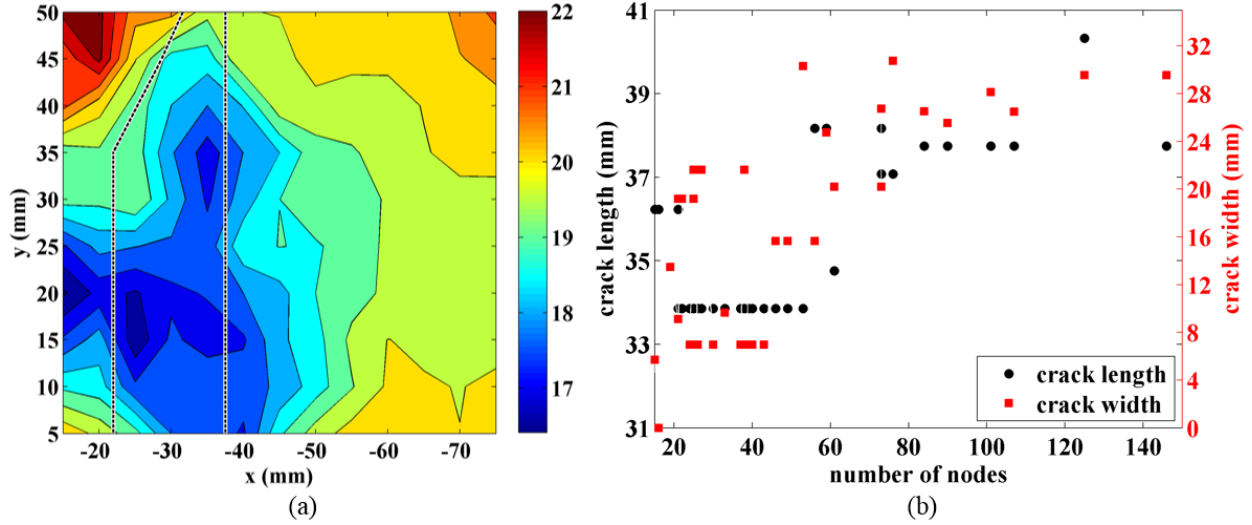 50
45
40
35
30
25
20
15
10
5
y (mm)
-20 -30 -40 -50 -60 -70
x (mm)
22
21
20
19
18
17
(a)
41
39
37
35
33
31
crack length (mm)
32
28
24
20
16
12
8
4
0
crack width (mm)
crack length
crack width
20 40 60 80 100 120 140
number of nodes
(b)